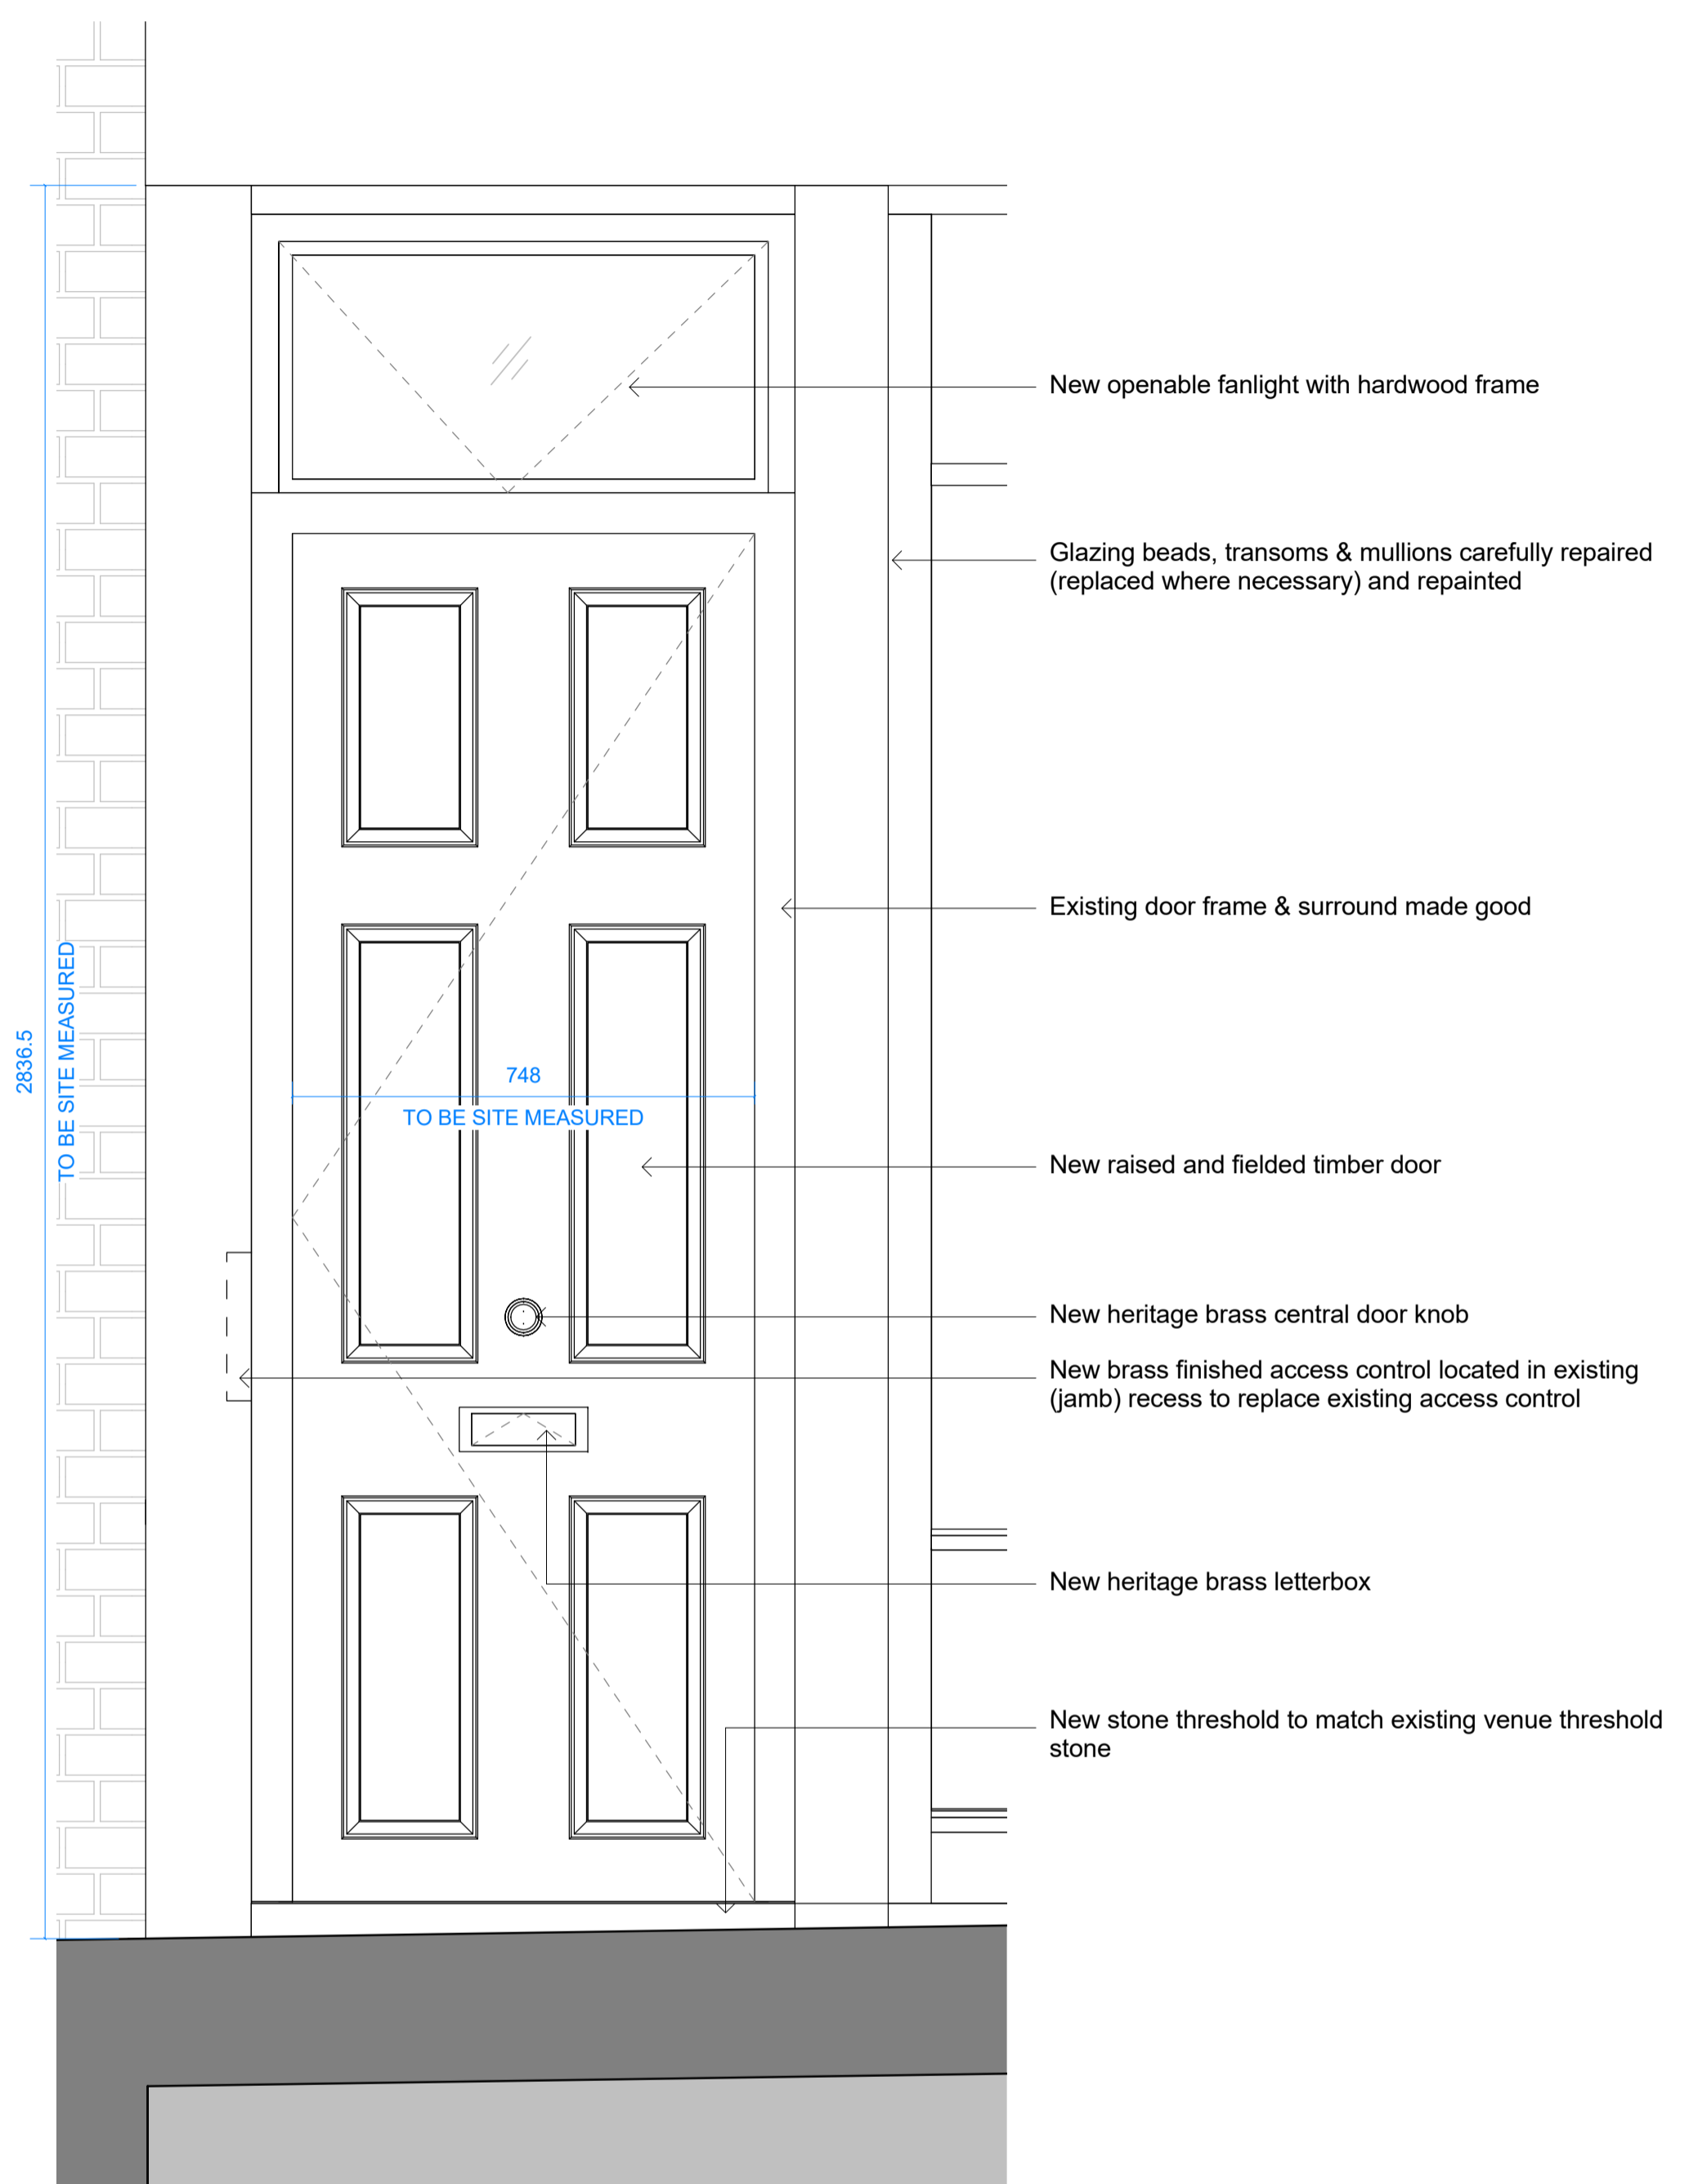 New openable fanlight with hardwood frame
Glazing beads, transoms & mullions carefully repaired
(replaced where necessary) and repainted
Existing door frame & surround made good
2836.5
TO BE SITE MEASURED
748
TO BE SITE MEASURED
New raised and fielded timber door
New heritage brass central door knob
New brass finished access control located in existing
(jamb) recess to replace existing access control
New heritage brass letterbox
New stone threshold to match existing venue threshold
stone